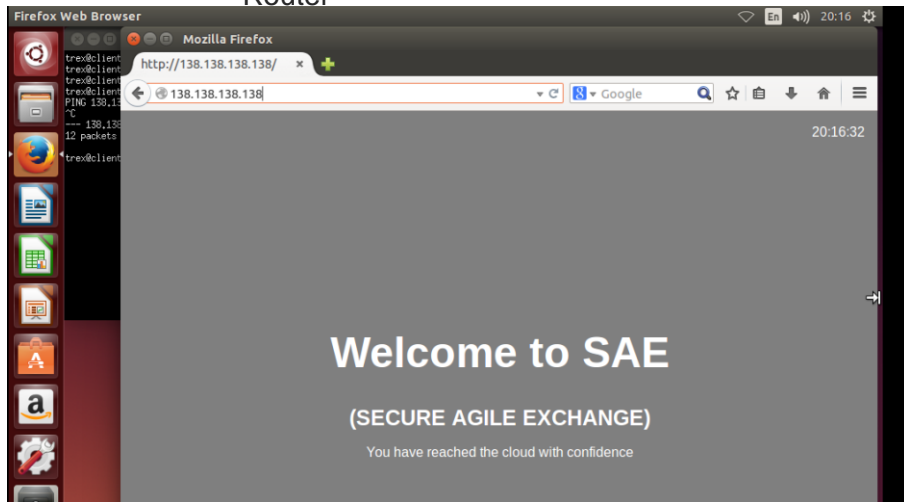 Router
Firefox Web Browser
En
20:16
Mozilla Firefox
http://138.138.138.138/
138.138.138.138
8
Google
20:16:32
trex@client
trex@client
trex@client
trex@client
PING 138.13
^C
--- 138.138
12 packets
trex@client
a
Welcome to SAE
(SECURE AGILE EXCHANGE)
You have reached the cloud with confidence